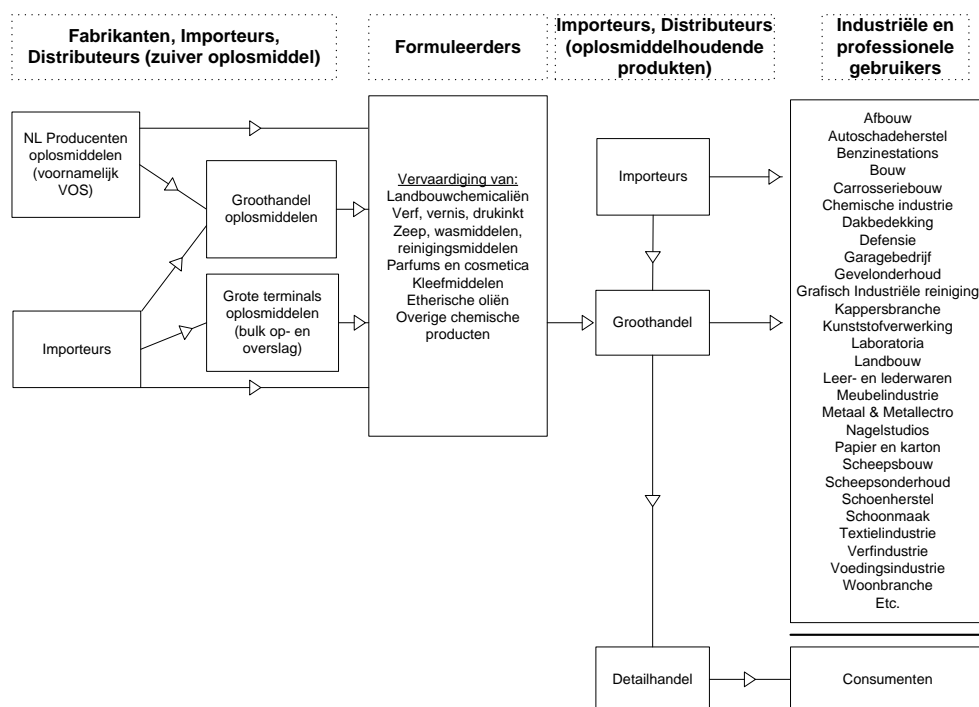 Fabrikanten, Importeurs,
Distributeurs (zuiver oplosmiddel)
Formuleerders
Importeurs, Distributeurs
(oplosmiddelhoudende
produkten)
Industriële en
professionele
gebruikers
NL Producenten
oplosmiddelen
(voornamelijk
VOS)
Groothandel
oplosmiddelen
Grote terminals
oplosmiddelen
(bulk op- en
overslag)
Importeurs
Vervaardiging van:
Landbouwchemicaliën
Verf, vernis, drukinkt
Zeep, wasmiddelen,
reinigingsmiddelen
Parfums en cosmetica
Kleefmiddelen
Etherische oliën
Overige chemische
producten
Importeurs
Groothandel
Detailhandel
Afbouw
Autoschadeherstel
Benzinestations
Bouw
Carrosseriebouw
Chemische industrie
Dakbedekking
Defensie
Garagebedrijf
Gevelonderhoud
Grafisch Industriële reiniging
Kappersbranche
Kunststofverwerking
Laboratoria
Landbouw
Leer- en lederwaren
Meubelindustrie
Metaal & Metallectro
Nagelstudios
Papier en karton
Scheepsbouw
Scheepsonderhoud
Schoenherstel
Schoonmaak
Textielindustrie
Verfindustrie
Voedingsindustrie
Woonbranche
Etc.
Consumenten